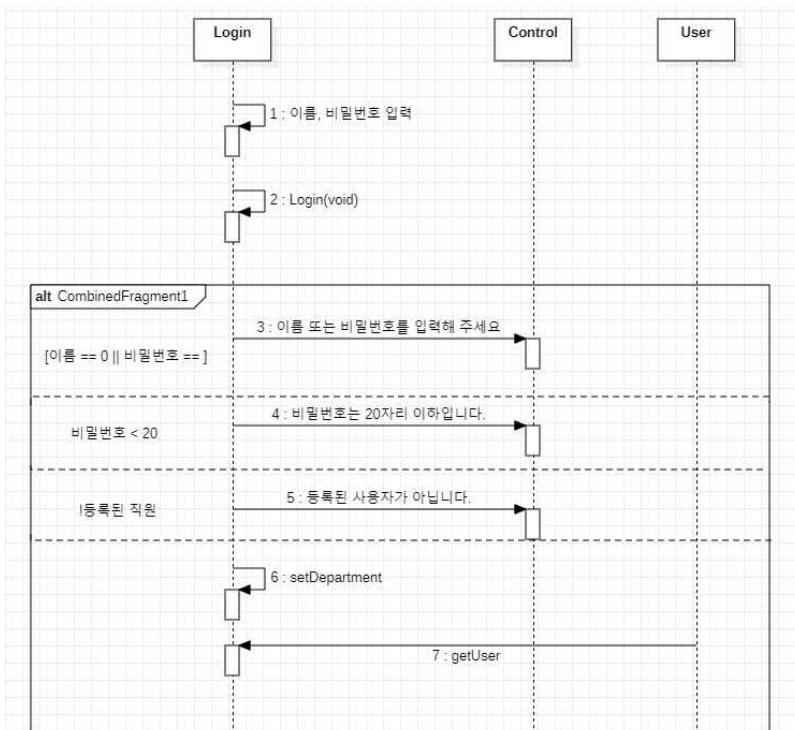 Login Control User
1 : 이름, 비밀번호 입력
2 : Login(void)
alt CombinedFragment1
3 : 이름 또는 비밀번호를 입력해 주세요
[이름 == 0 || 비밀번호 == ]
4 : 비밀번호는 20자리 이하입니다.
비밀번호 < 20
5 : 등록된 사용자가 아닙니다.
!등록된 직원
6 : setDepartment
7 : getUser